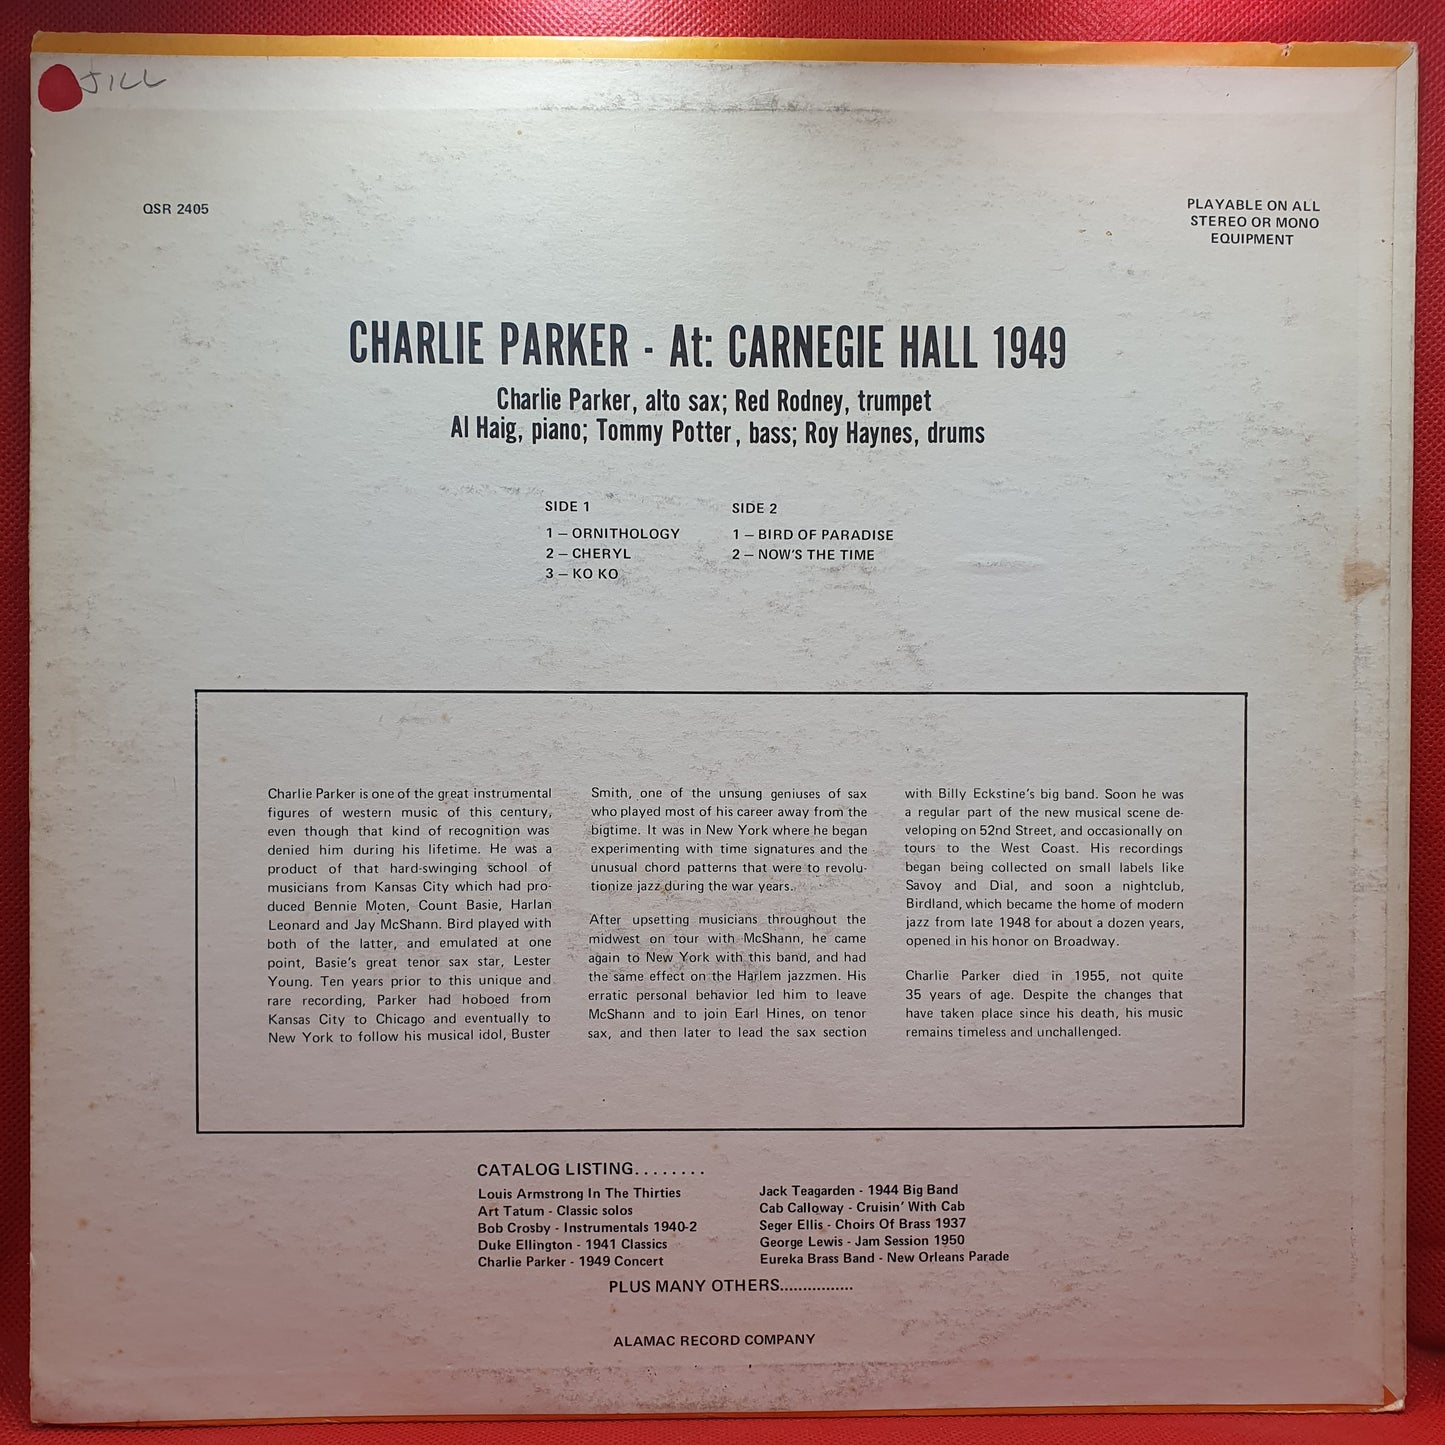 JILL
QSR 2405
PLAYABLE ON ALL
STEREO OR MONO
EQUIPMENT
CHARLIE PARKER - At: CARNEGIE HALL 1949
Charlie Parker, alto sax; Red Rodney, trumpet
Al Haig, piano; Tommy Potter, bass; Roy Haynes, drums
SIDE 1
1 – ORNITHOLOGY
2 – CHERYL
3 – KO KO
SIDE 2
1 – BIRD OF PARADISE
2 – NOW'S THE TIME
Charlie Parker is one of the great instrumental
figures of western music of this century,
even though that kind of recognition was
denied him during his lifetime. He was a
product of that hard-swinging school of
musicians from Kansas City which had pro-
duced Bennie Moten, Count Basie, Harlan
Leonard and Jay McShann. Bird played with
both of the latter, and emulated at one
point, Basie's great tenor sax star, Lester
Young. Ten years prior to this unique and
rare recording, Parker had hoboed from
Kansas City to Chicago and eventually to
New York to follow his musical idol, Buster
Smith, one of the unsung geniuses of sax
who played most of his career away from the
bigtime. It was in New York where he began
experimenting with time signatures and the
unusual chord patterns that were to revolu-
tionize jazz during the war years.
After upsetting musicians throughout the
midwest on tour with McShann, he came
again to New York with this band, and had
the same effect on the Harlem jazzmen. His
erratic personal behavior led him to leave
McShann and to join Earl Hines, on tenor
sax, and then later to lead the sax section
with Billy Eckstine's big band. Soon he was
a regular part of the new musical scene de-
veloping on 52nd Street, and occasionally on
tours to the West Coast. His recordings
began being collected on small labels like
Savoy and Dial, and soon a nightclub,
Birdland, which became the home of modern
jazz from late 1948 for about a dozen years,
opened in his honor on Broadway.
Charlie Parker died in 1955, not quite
35 years of age. Despite the changes that
have taken place since his death, his music
remains timeless and unchallenged.
CATALOG LISTING........
Louis Armstrong In The Thirties
Art Tatum - Classic solos
Bob Crosby - Instrumentals 1940-2
Duke Ellington - 1941 Classics
Charlie Parker - 1949 Concert
Jack Teagarden - 1944 Big Band
Cab Calloway - Cruisin' With Cab
Seger Ellis - Choirs Of Brass 1937
George Lewis - Jam Session 1950
Eureka Brass Band - New Orleans Parade
PLUS MANY OTHERS................
ALAMAC RECORD COMPANY